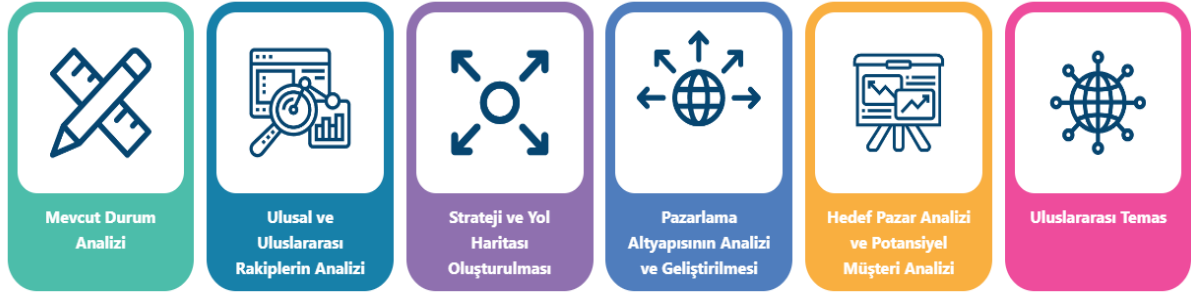 Mevcut Durum
Analizi
Ulusal ve
Uluslararası
Rakiplerin Analizi
Strateji ve Yol
Haritası
Oluşturulması
Pazarlama
Altyapısının Analizi
ve Geliştirilmesi
Hedef Pazar Analizi
ve Potansiyel
Müşteri Analizi
Uluslararası Temas